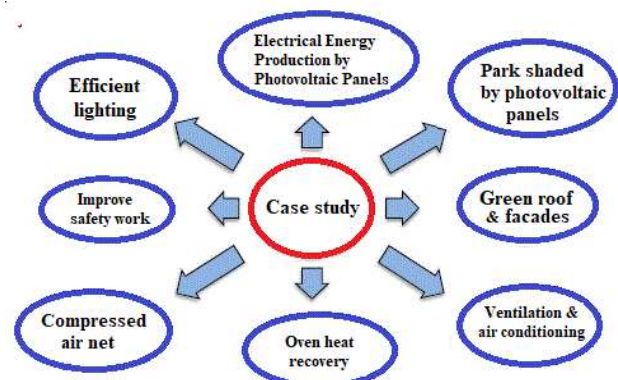 Electrical Energy
Production by
Photovoltaic Panels
Efficient
lighting
Park shaded
by photovoltaic
panels
Improve
safety work
Case study
Green roof
& facades
Compressed
air net
Oven heat
recovery
Ventilation &
air conditioning